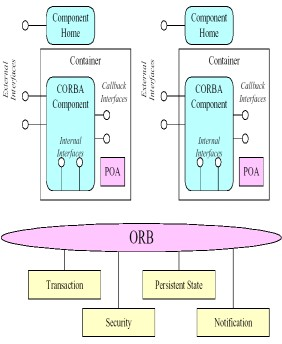 Component
Home
Container
External
Interfaces
CORBA
Component
Callback
Interfaces
Internal
Interfaces
POA
Component
Home
Container
External
Interfaces
CORBA
Component
Callback
Interfaces
Internal
Interfaces
POA
ORB
Transaction
Persistent State
Security
Notification